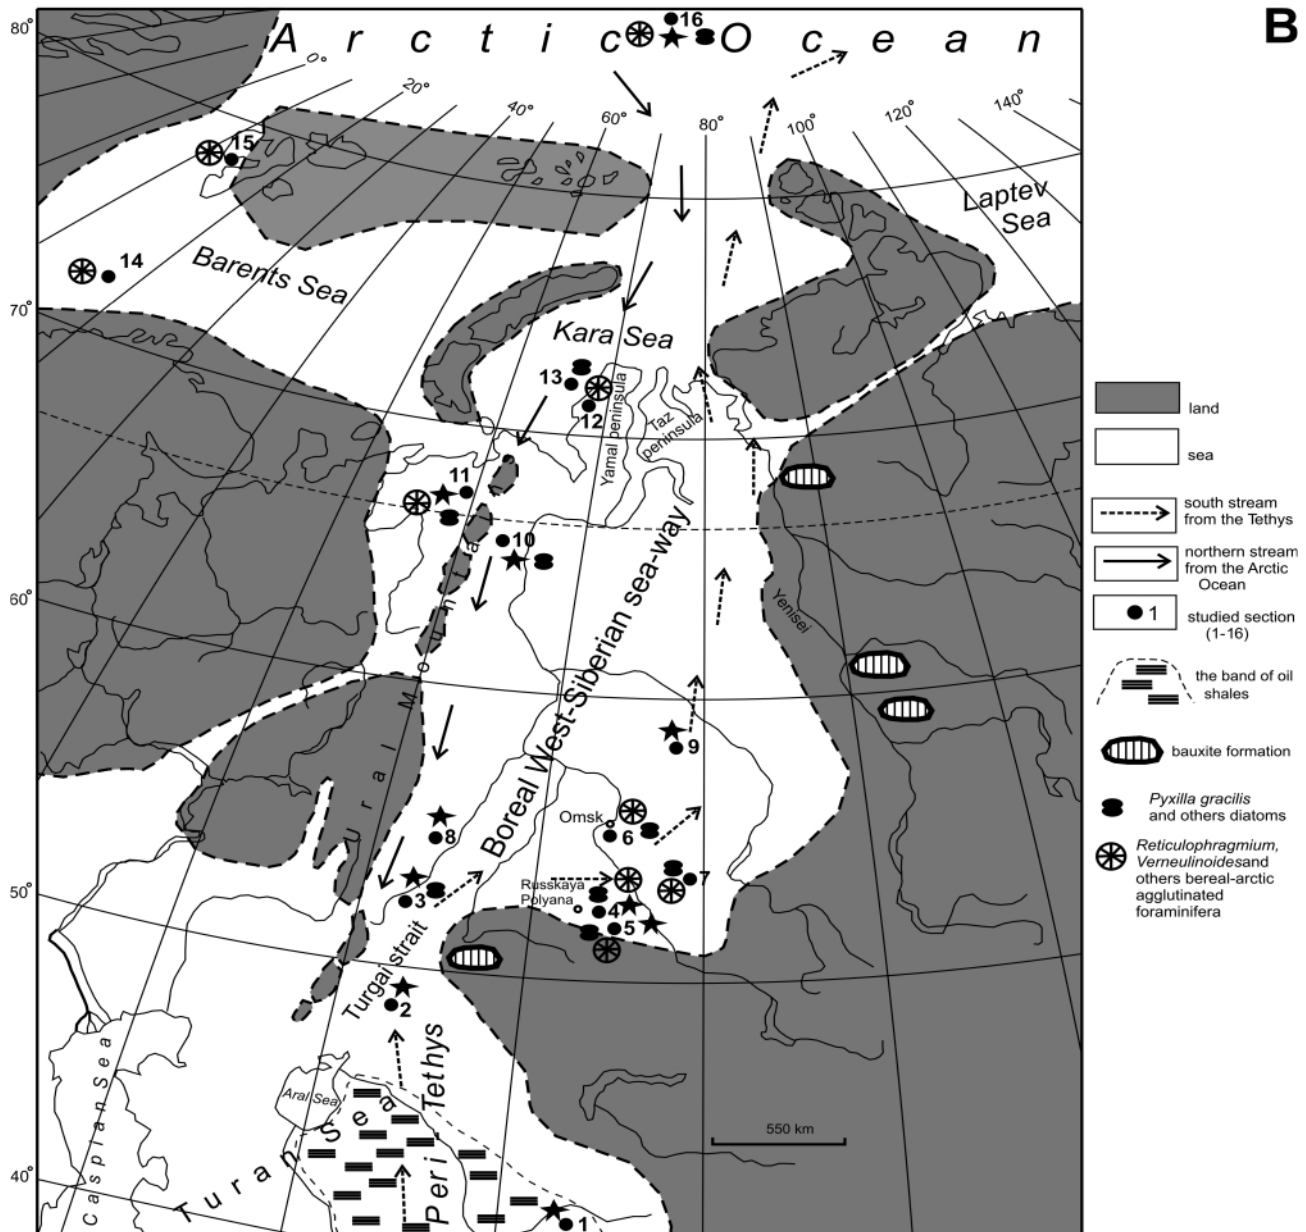 B
80°
16
Arctic Ocean
0°
20°
40°
60°
80°
100°
120°
140°
15
Laptev
Sea
14
Barents Sea
70°
Kara Sea
13
12
Yamal peninsula
Taz
peninsula
11
10
60°
Yenisei
Ural Mountain
Boreal West-Siberian sea-way
9
8
Omsk
6
7
50°
3
Russkaya
Polyana
4
5
Turgai strait
2
Peri-Tethys
Aral Sea
Turan Sea
Caspian Sea
550 km
40°
1
land
sea
south stream
from the Tethys
northern stream
from the Arctic
Ocean
1
studied section
(1-16)
the band of oil
shales
bauxite formation
Pyxilla gracilis
and others diatoms
Reticulophragmium,
Verneulinoidesand
others bereal-arctic
agglutinated
foraminifera